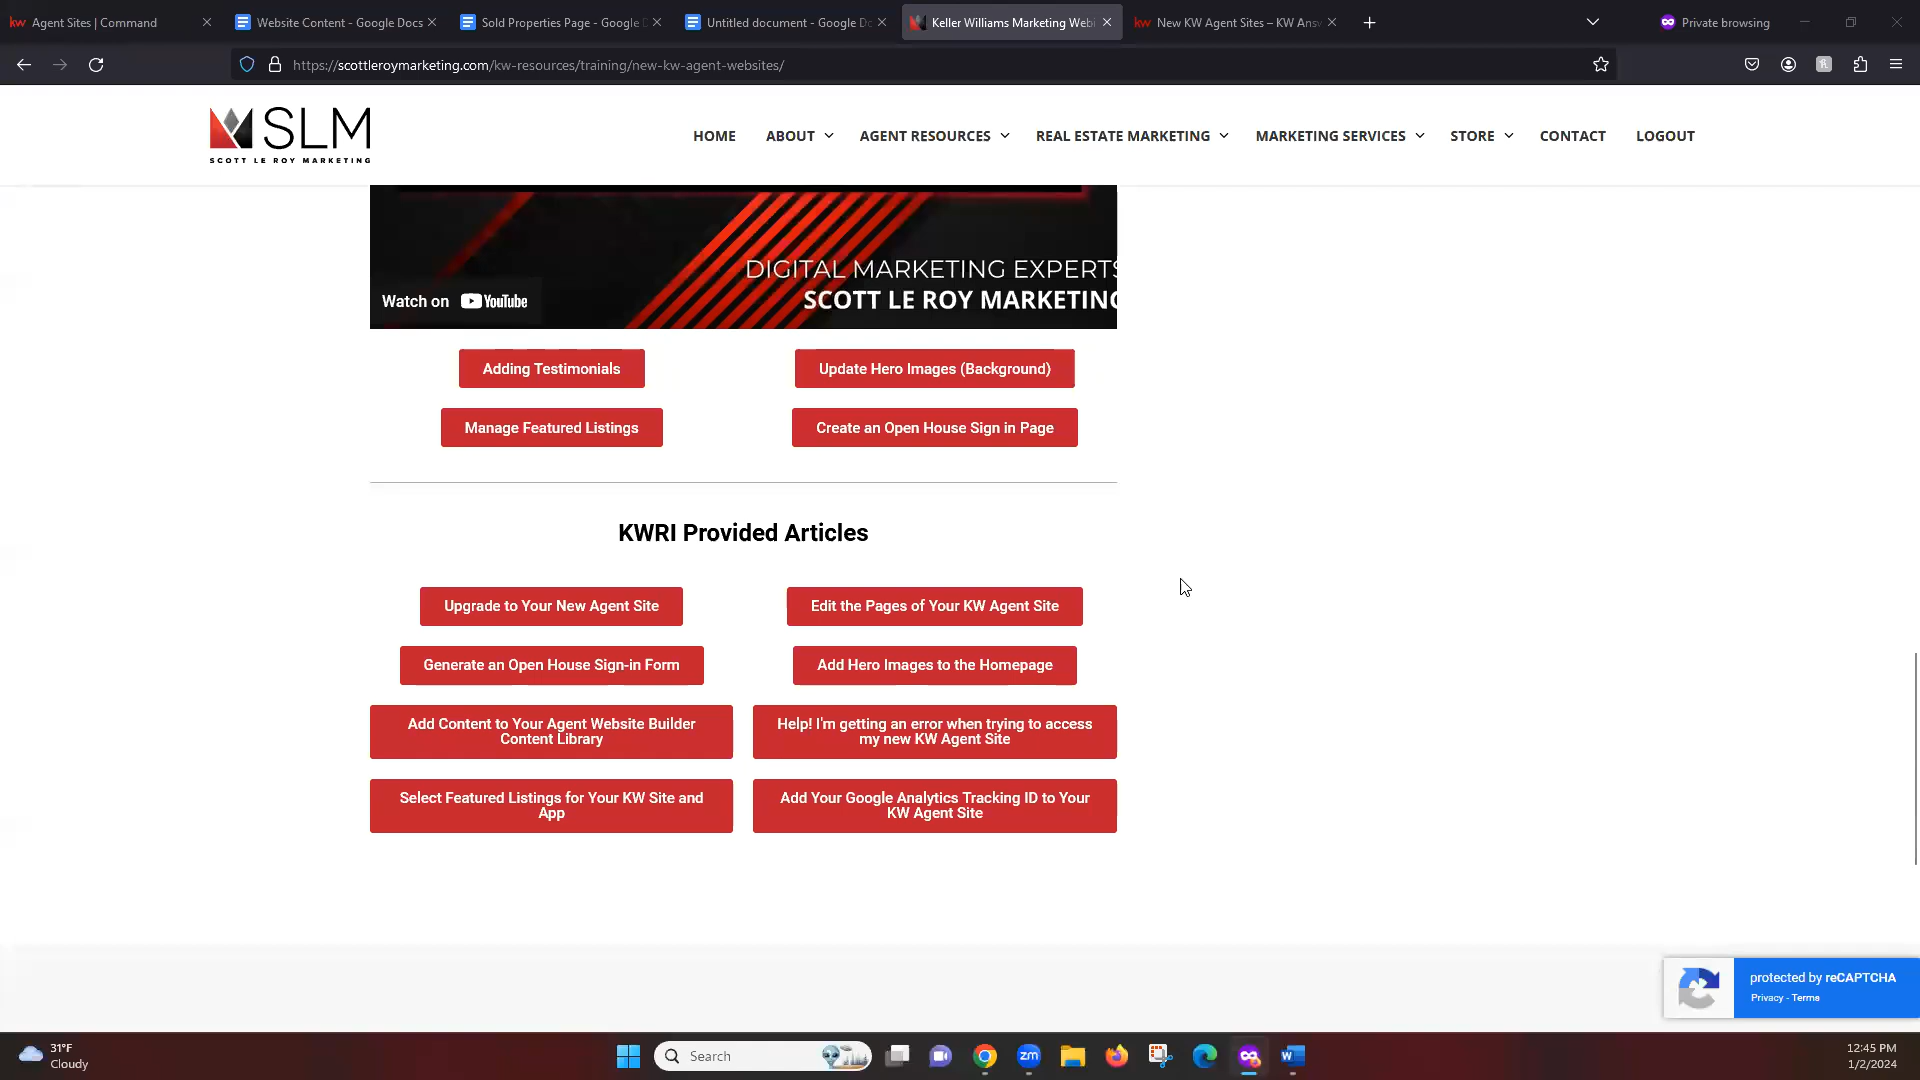 kw Agent Sites | Command
Website Content - Google Docs
Sold Properties Page - Google D
Untitled document - Google Do
Keller Williams Marketing Webi
kw New KW Agent Sites – KW Answ
Private browsing
https://scottleroymarketing.com/kw-resources/training/new-kw-agent-websites/
SLM
SCOTT LE ROY MARKETING
HOME ABOUT AGENT RESOURCES REAL ESTATE MARKETING MARKETING SERVICES STORE CONTACT LOGOUT
DIGITAL MARKETING EXPERTS
SCOTT LE ROY MARKETING
Watch on YouTube
Adding Testimonials
Update Hero Images (Background)
Manage Featured Listings
Create an Open House Sign in Page
KWRI Provided Articles
Upgrade to Your New Agent Site
Edit the Pages of Your KW Agent Site
Generate an Open House Sign-in Form
Add Hero Images to the Homepage
Add Content to Your Agent Website Builder
Content Library
Help! I'm getting an error when trying to access
my new KW Agent Site
Select Featured Listings for Your KW Site and
App
Add Your Google Analytics Tracking ID to Your
KW Agent Site
protected by reCAPTCHA
Privacy - Terms
31°F
Cloudy
Search
zm
W
12:45 PM
1/2/2024